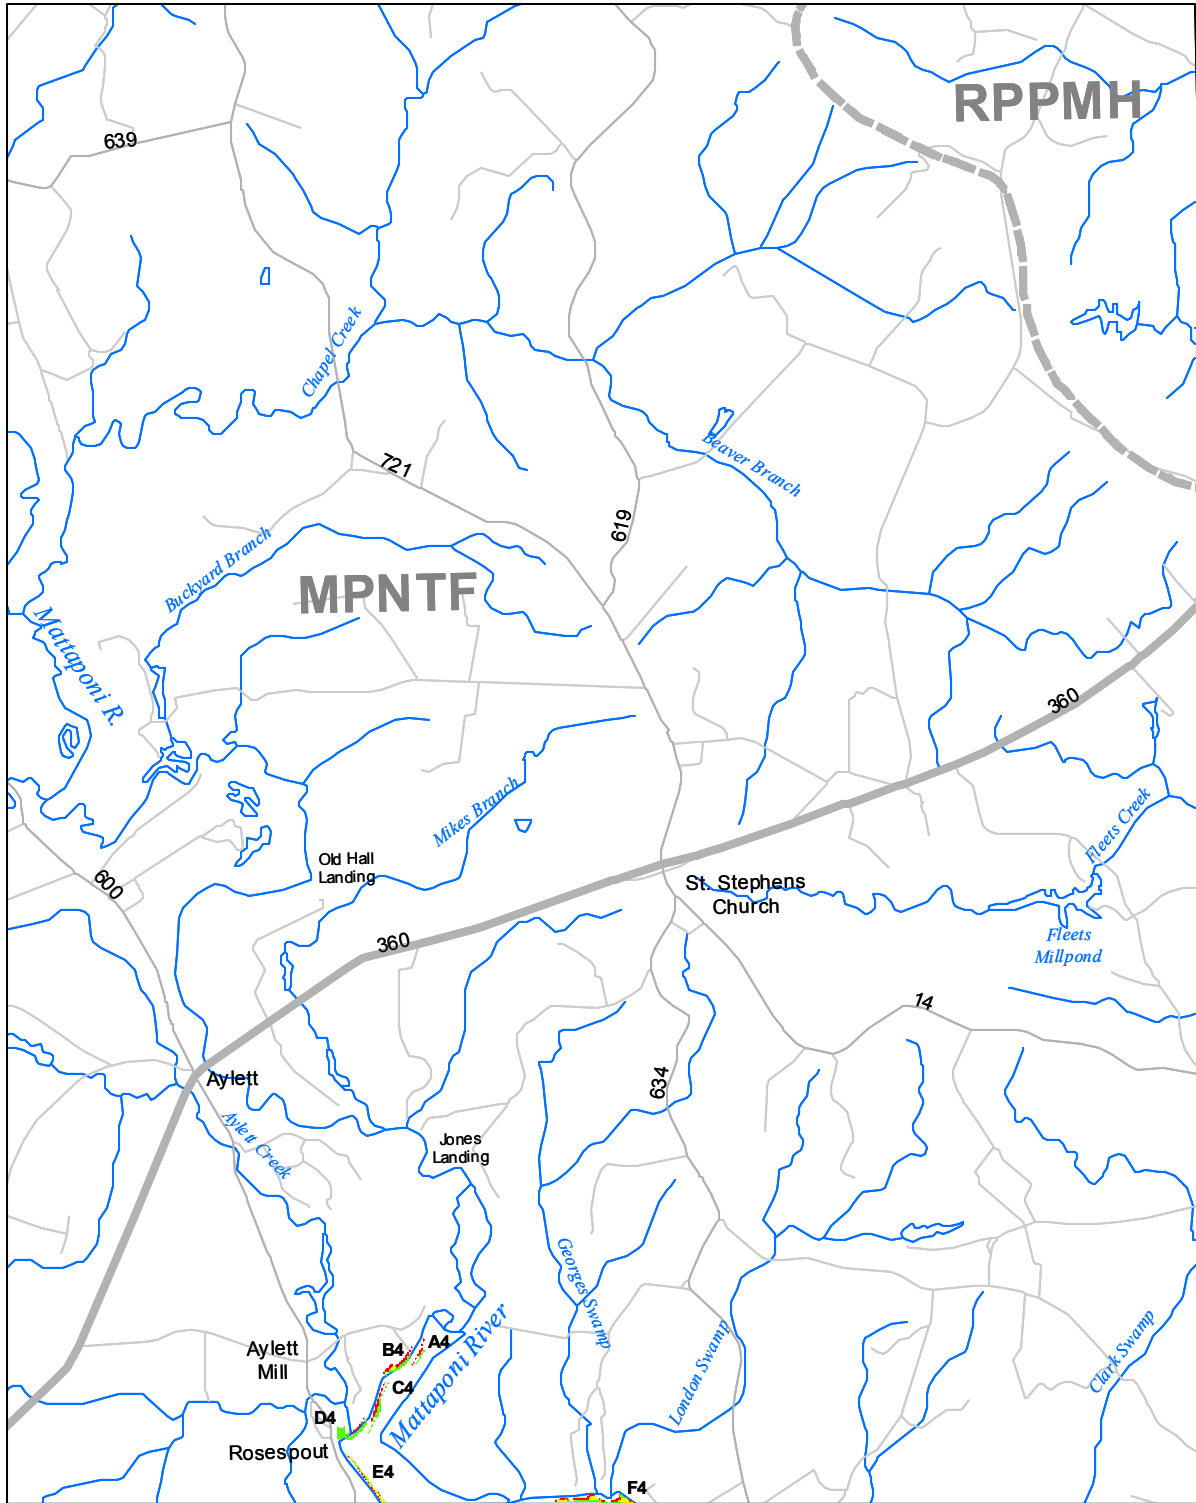 RPPMH
639
Chapel Creek
721
Beaver Branch
619
Buckyard Branch
MPNTF
Mattaponi R.
360
Mikes Branch
Fleets Creek
Old Hall
Landing
600
St. Stephens
Church
360
Fleets
Millpond
14
634
Aylett
Aylett Creek
Jones
Landing
Georges Swamp
Mattaponi River
London Swamp
Clark Swamp
Aylett
Mill
B4
A4
C4
D4
Rosespout
E4
F4